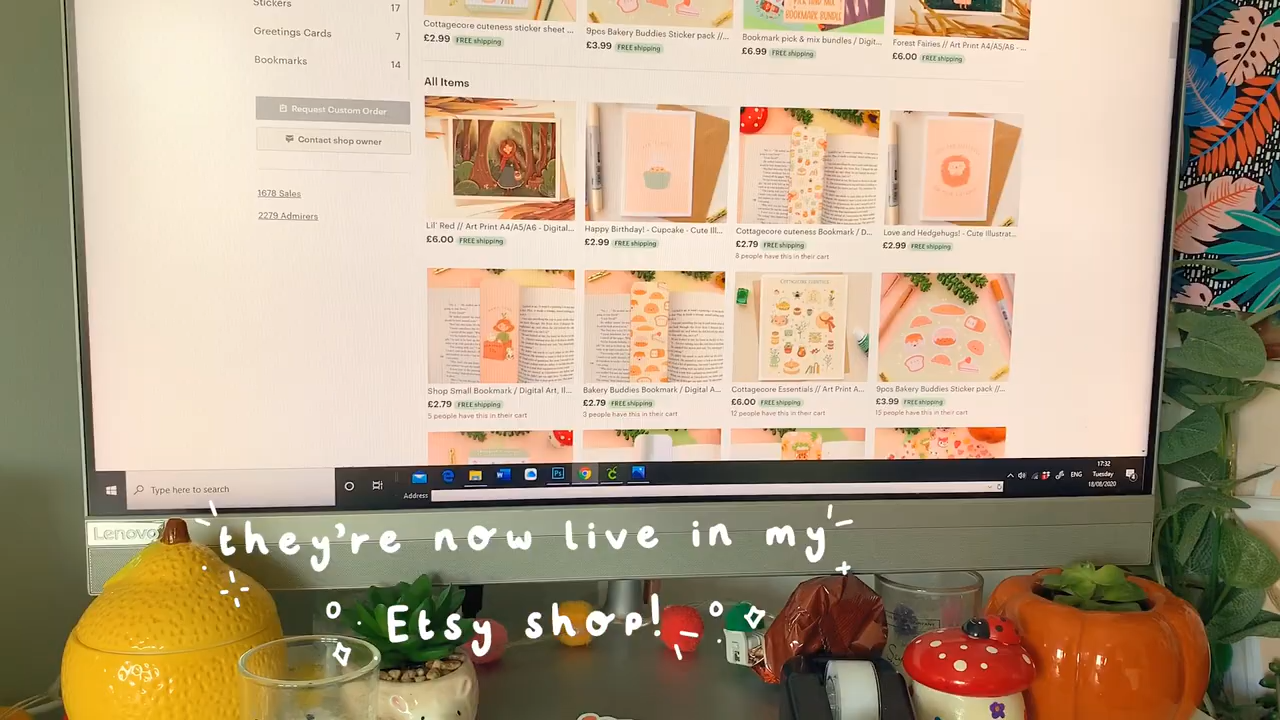 Stickers 17
Greetings Cards 7
Bookmarks 14
Request Custom Order
Contact shop owner
1678 Sales
2279 Admirers
Cottagecore cuteness sticker sheet ...
£2.99 FREE shipping
9pcs Bakery Buddies Sticker pack //...
£3.99 FREE shipping
BOOKMARK BUNDLE
Bookmark pick & mix bundles / Digit...
£6.99 FREE shipping
Forest Fairies // Art Print A4/A5/A6 - ...
£6.00 FREE shipping
All Items
Lil' Red // Art Print A4/A5/A6 - Digital...
£6.00 FREE shipping
Happy Birthday! - Cupcake - Cute Ill...
£2.99 FREE shipping
Cottagecore cuteness Bookmark / D...
£2.79 FREE shipping
8 people have this in their cart
Love and Hedgehugs! - Cute Illustrat...
£2.99 FREE shipping
Shop Small Bookmark / Digital Art, Il...
£2.79 FREE shipping
5 people have this in their cart
Bakery Buddies Bookmark / Digital A...
£2.79 FREE shipping
3 people have this in their cart
COTTAGECORE ESSENTIALS
Cottagecore Essentials // Art Print A...
£6.00 FREE shipping
12 people have this in their cart
9pcs Bakery Buddies Sticker pack //...
£3.99 FREE shipping
15 people have this in their cart
Type here to search
Address
ENG
17:32
Tuesday
18/08/2020
Lenovo
they're now live in my
Etsy shop!